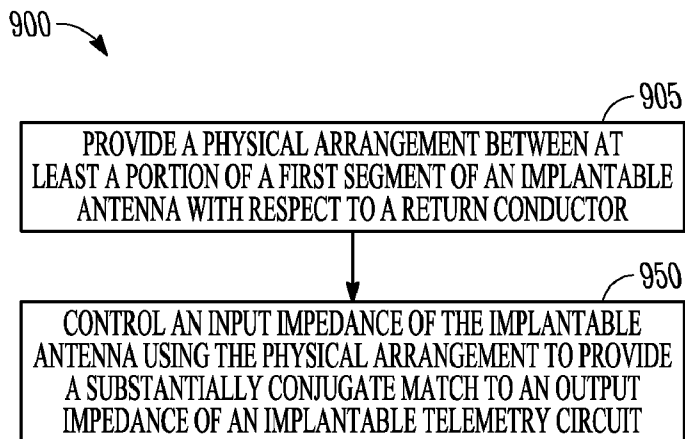 900
905
PROVIDE A PHYSICAL ARRANGEMENT BETWEEN AT
LEAST A PORTION OF A FIRST SEGMENT OF AN IMPLANTABLE
ANTENNA WITH RESPECT TO A RETURN CONDUCTOR
950
CONTROL AN INPUT IMPEDANCE OF THE IMPLANTABLE
ANTENNA USING THE PHYSICAL ARRANGEMENT TO PROVIDE
A SUBSTANTIALLY CONJUGATE MATCH TO AN OUTPUT
IMPEDANCE OF AN IMPLANTABLE TELEMETRY CIRCUIT